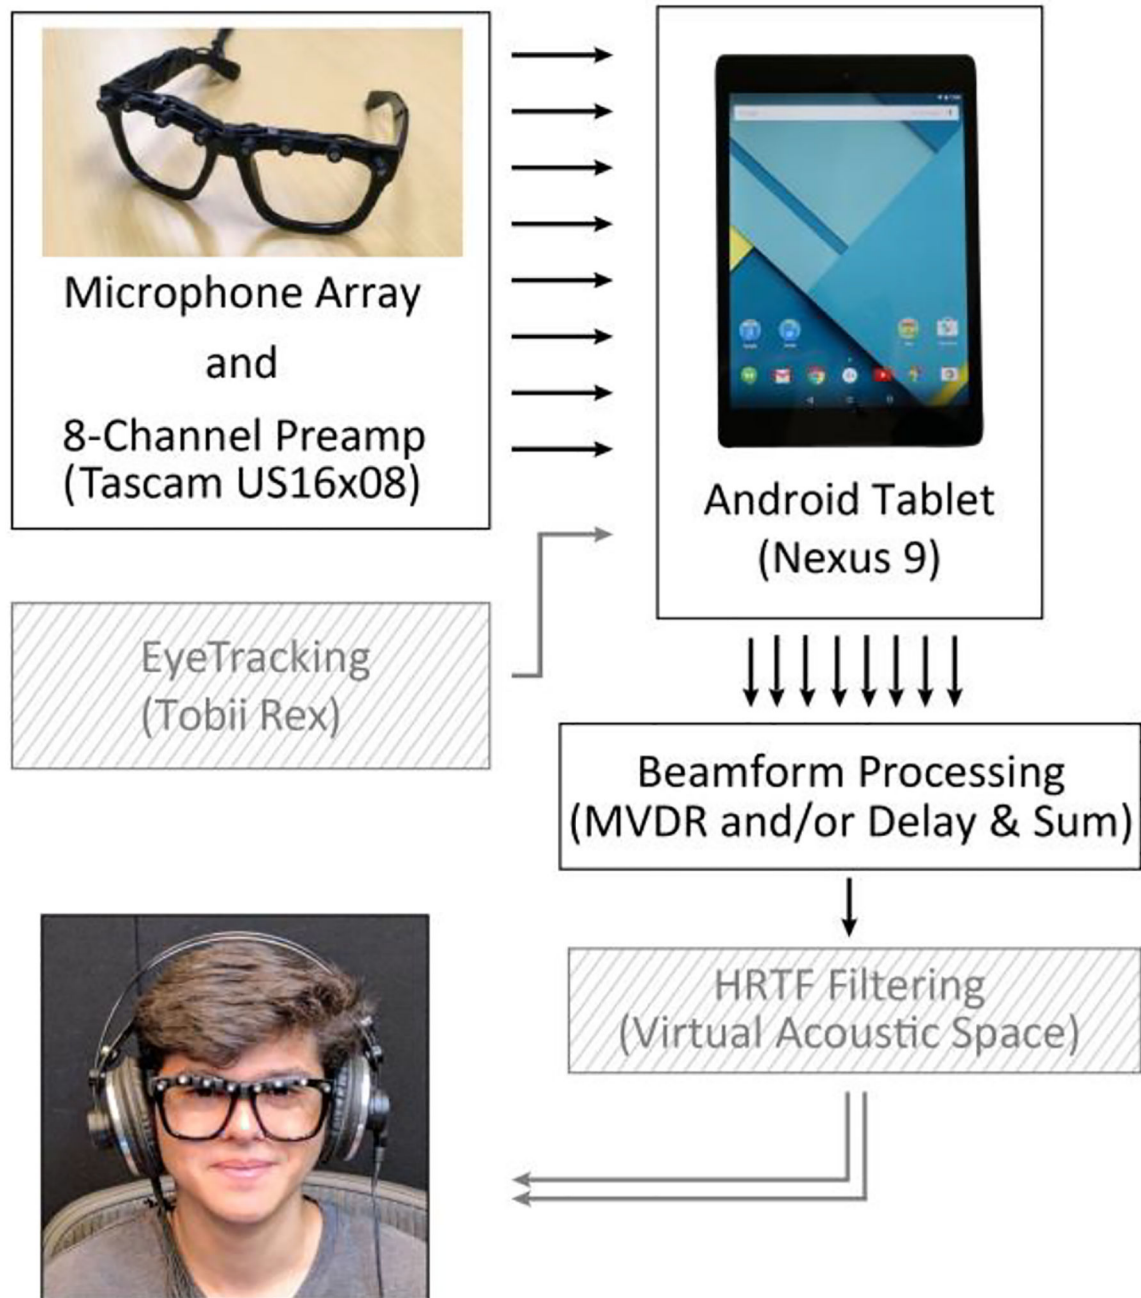 Microphone Array
and
8-Channel Preamp
(Tascam US16x08)
Android Tablet
(Nexus 9)
EyeTracking
(Tobii Rex)
Beamform Processing
(MVDR and/or Delay & Sum)
HRTF Filtering
(Virtual Acoustic Space)